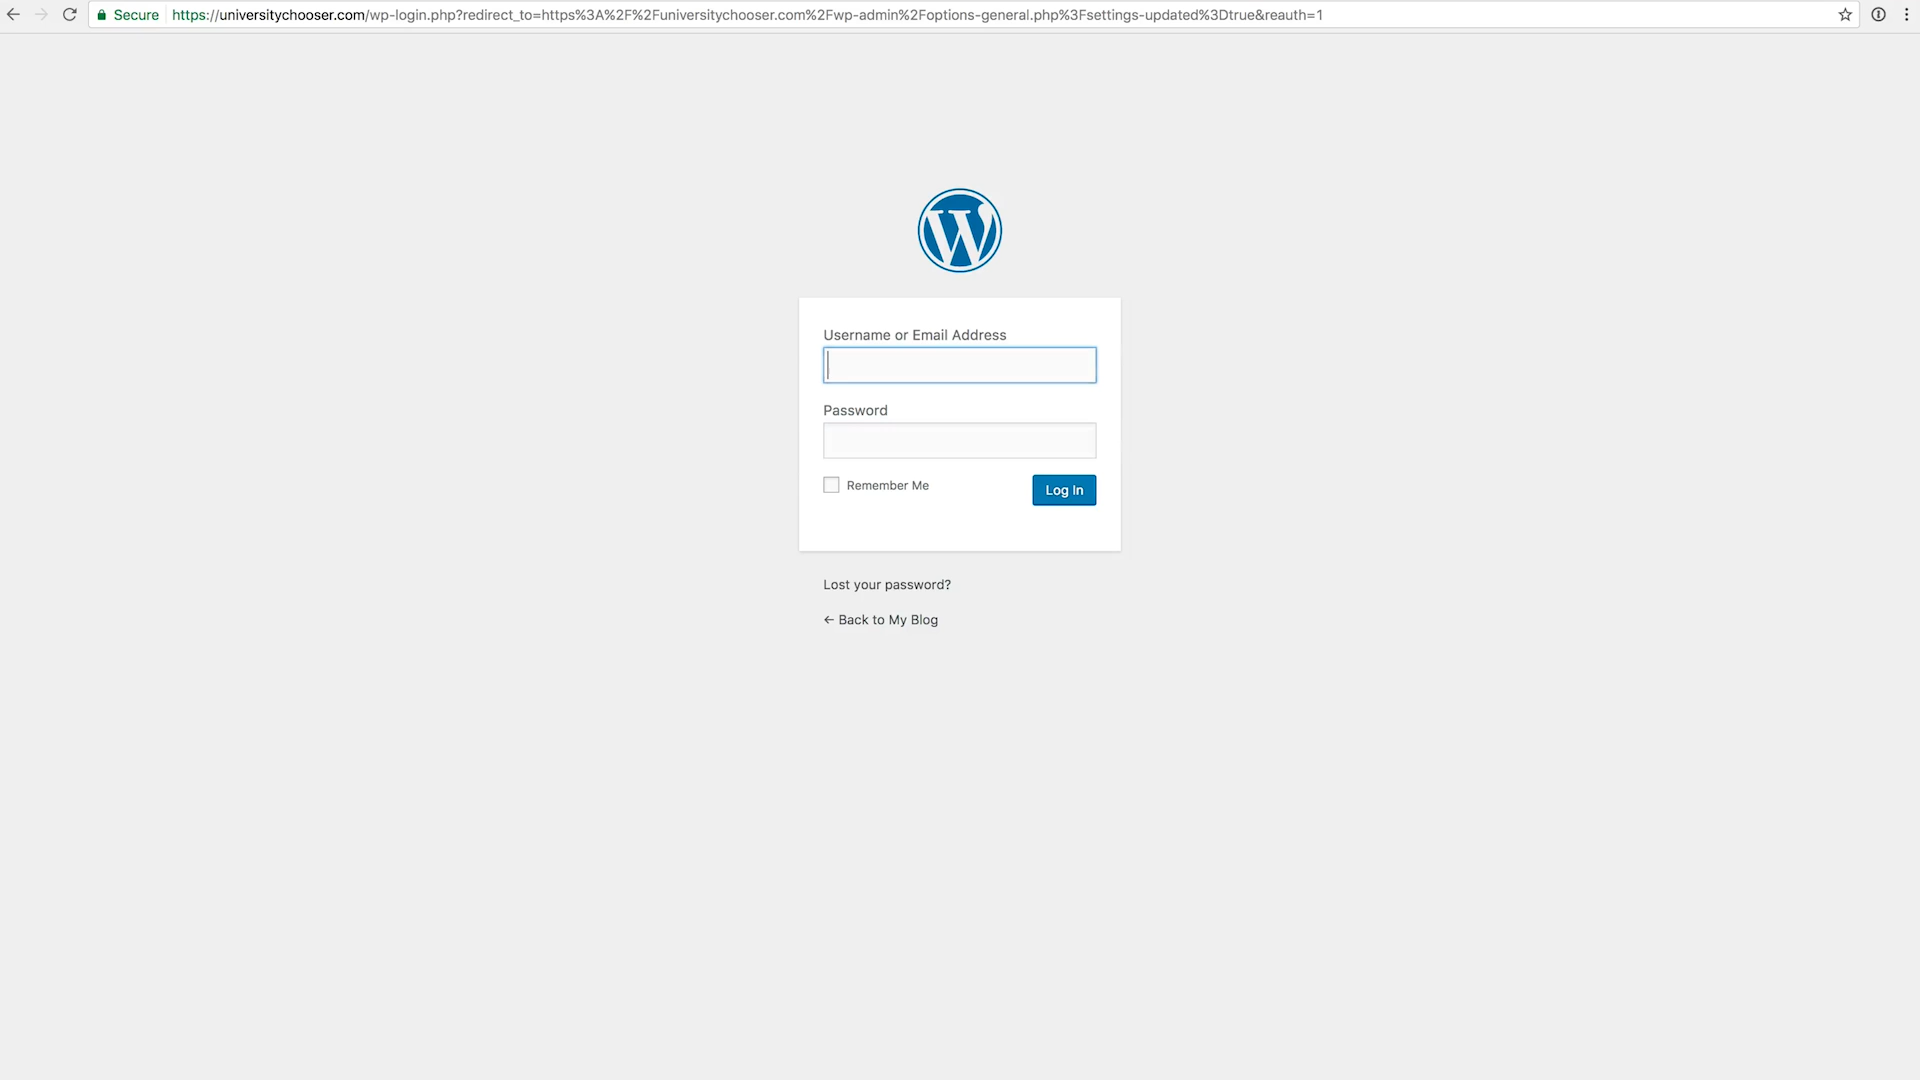 Secure https://universitychooser.com/wp-login.php?redirect_to=https%3A%2F%2Funiversitychooser.com%2Fwp-admin%2Foptions-general.php%3Fsettings-updated%3Dtrue&reauth=1
Username or Email Address
Password
Remember Me Log In
Lost your password?
← Back to My Blog